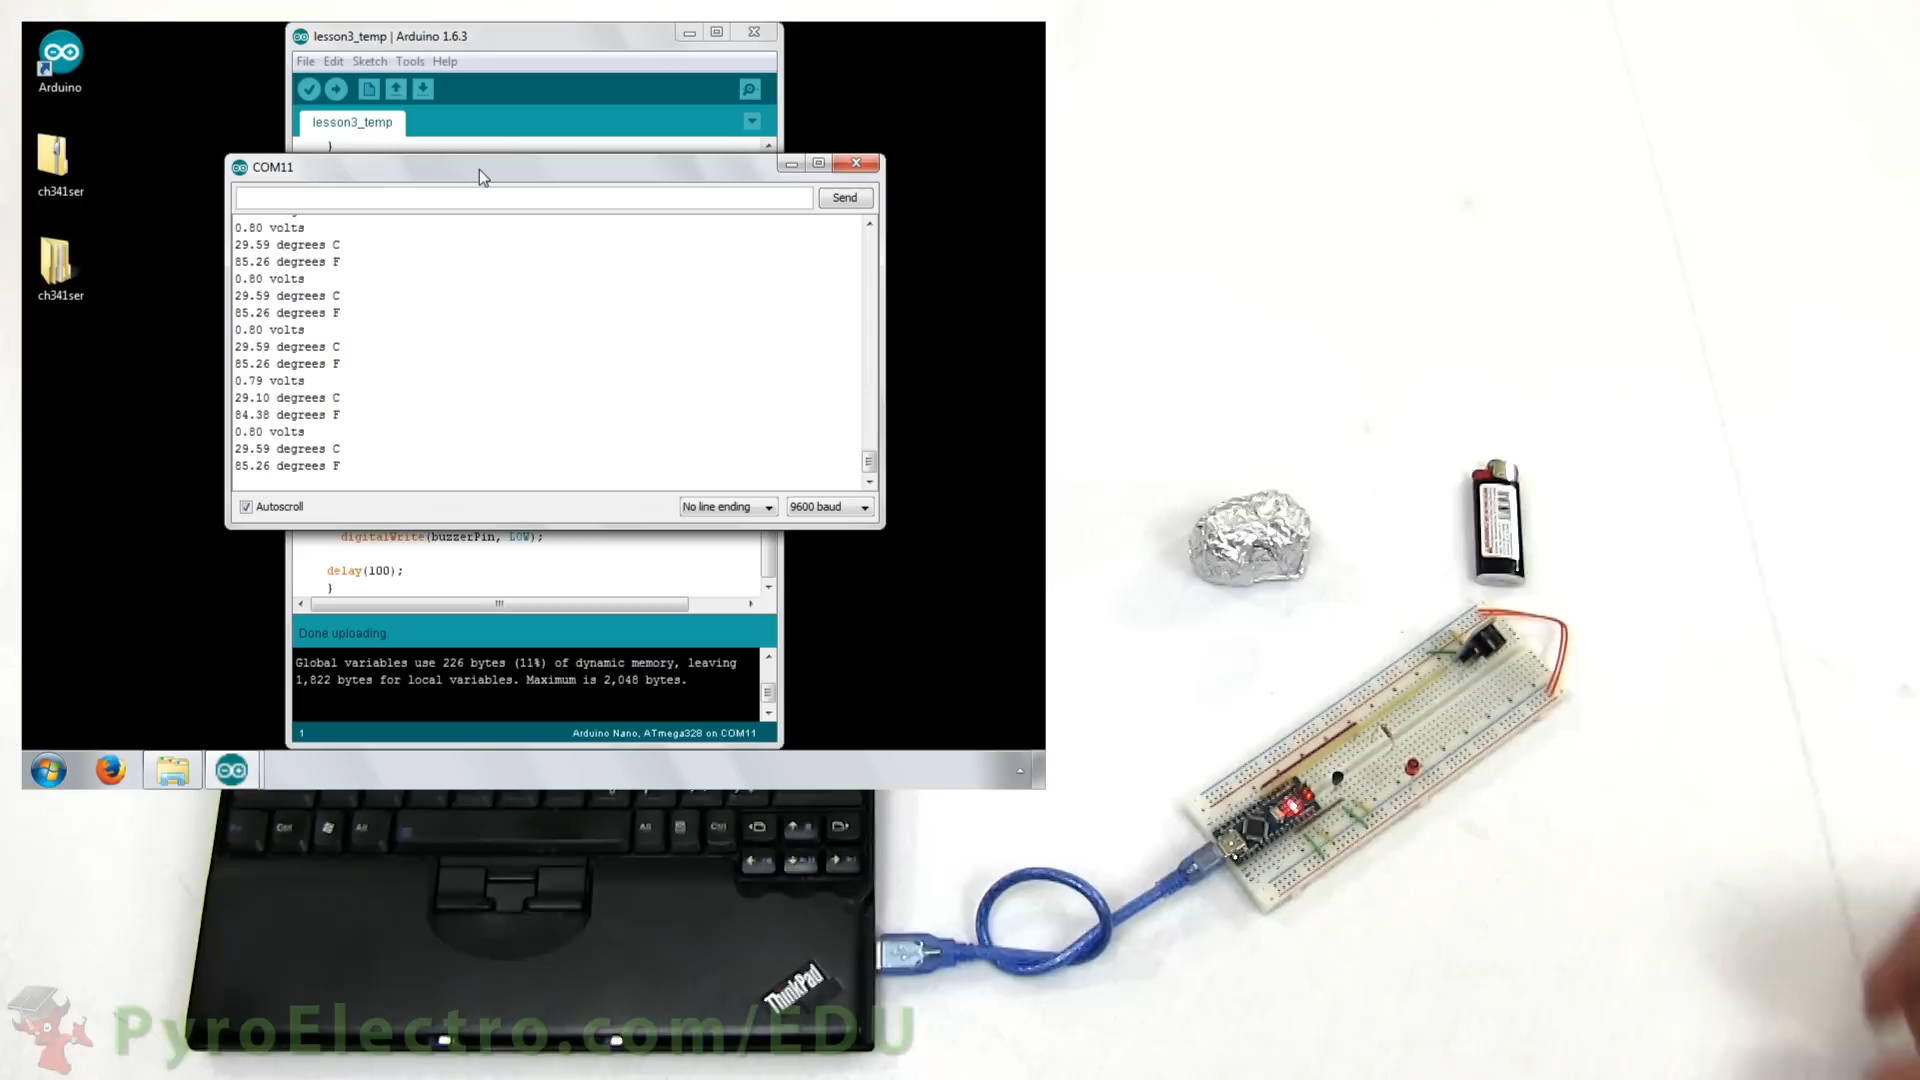 Arduino
ch341ser
ch341ser
lesson3_temp | Arduino 1.6.3
File Edit Sketch Tools Help
lesson3_temp
}
COM11
Send
0.80 volts
29.59 degrees C
85.26 degrees F
0.80 volts
29.59 degrees C
85.26 degrees F
0.80 volts
29.59 degrees C
85.26 degrees F
0.79 volts
29.10 degrees C
84.38 degrees F
0.80 volts
29.59 degrees C
85.26 degrees F
Autoscroll
No line ending
9600 baud
digitalWrite(buzzerPin, LOW);
delay(100);
}
Done uploading.
Global variables use 226 bytes (11%) of dynamic memory, leaving
1,822 bytes for local variables. Maximum is 2,048 bytes.
1
Arduino Nano, ATmega328 on COM11
Ctrl
Alt
Alt
Ctrl
ThinkPad
PyroElectro.com/EDU